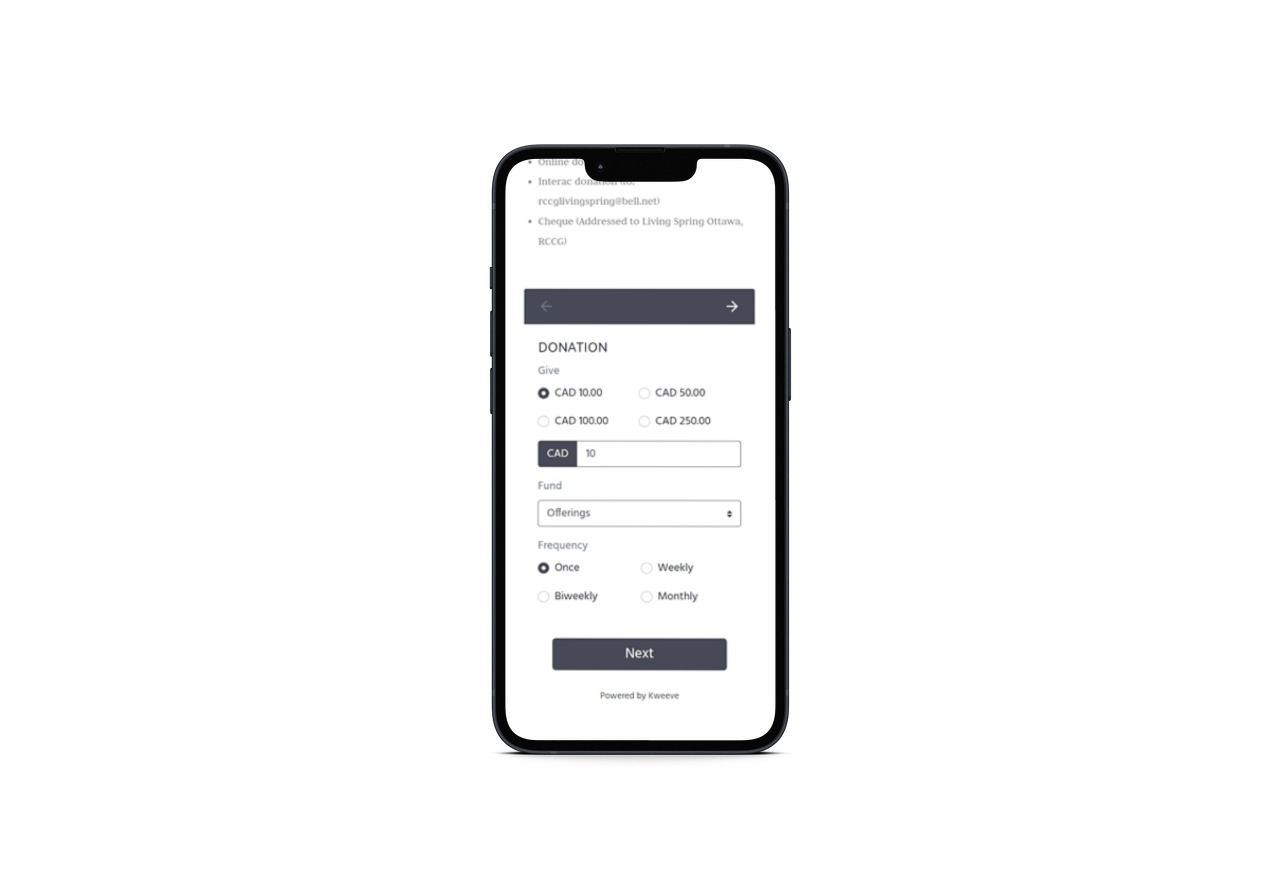 Online do
Interac donation (to:
rccglivingspring@bell.net)
Cheque (Addressed to Living Spring Ottawa,
RCCG)
DONATION
Give
CAD 10.00
CAD 50.00
CAD 100.00
CAD 250.00
CAD 10
Fund
Offerings
Frequency
Once
Weekly
Biweekly
Monthly
Next
Powered by Kweeve